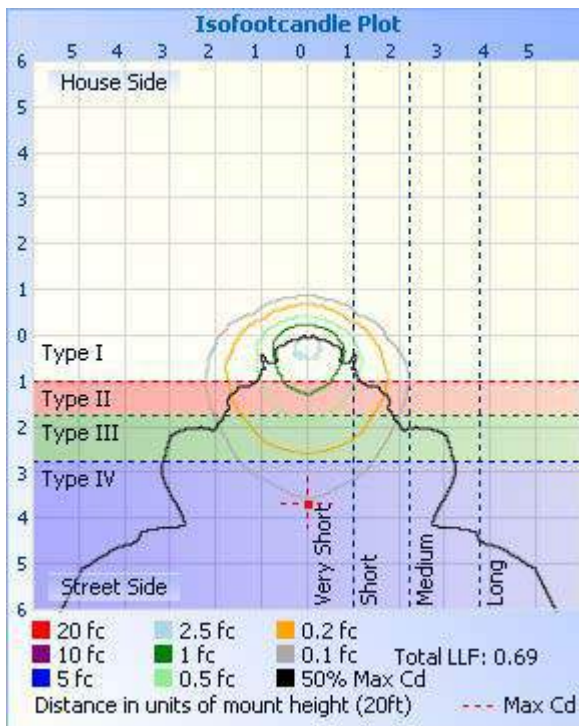 Isofootcandle Plot
5 4 3 2 1 0 1 2 3 4 5
6
House Side
5
4
3
2
1
0
Type I
1
Type II
2
Type III
3
Type IV
4
5
Street Side
6
Very Short
Short
Medium
Long
20 fc 2.5 fc 0.2 fc
10 fc 1 fc 0.1 fc Total LLF: 0.69
5 fc 0.5 fc 50% Max Cd
Distance in units of mount height (20ft) Max Cd